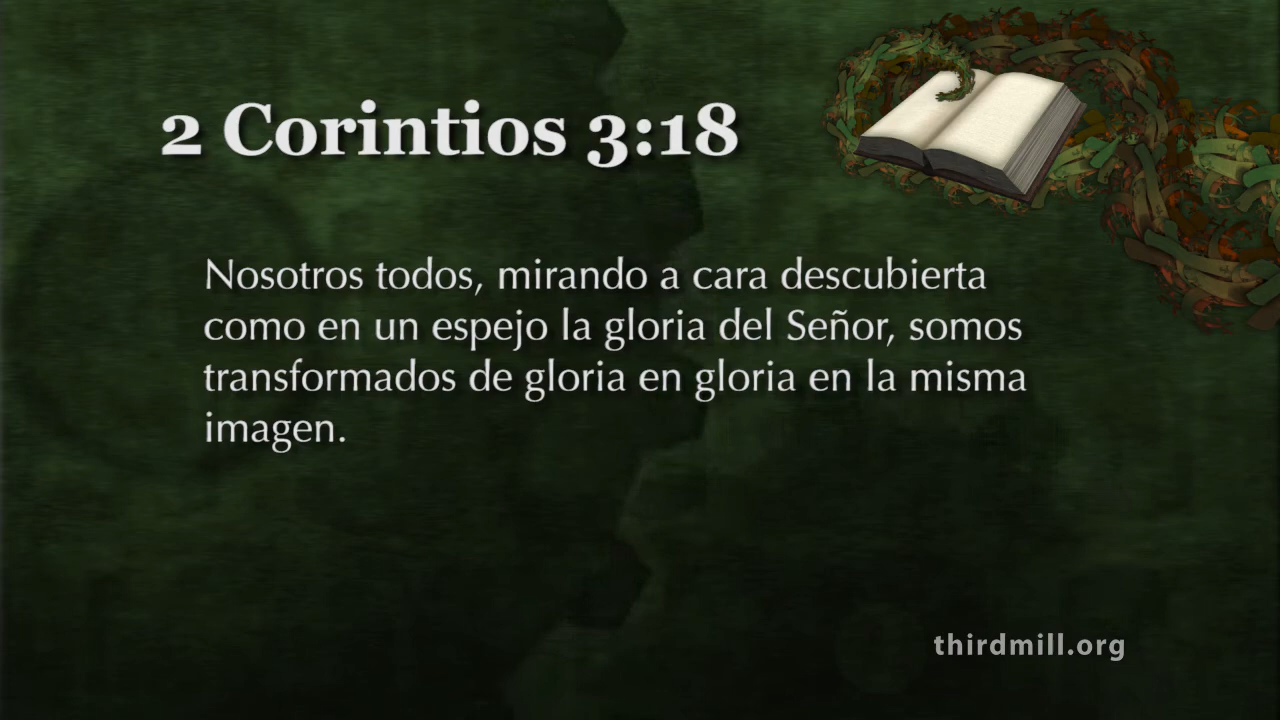 2 Corintios 3:18
Nosotros todos, mirando a cara descubierta
como en un espejo la gloria del Señor, somos
transformados de gloria en gloria en la misma
imagen.
thirdmill.org